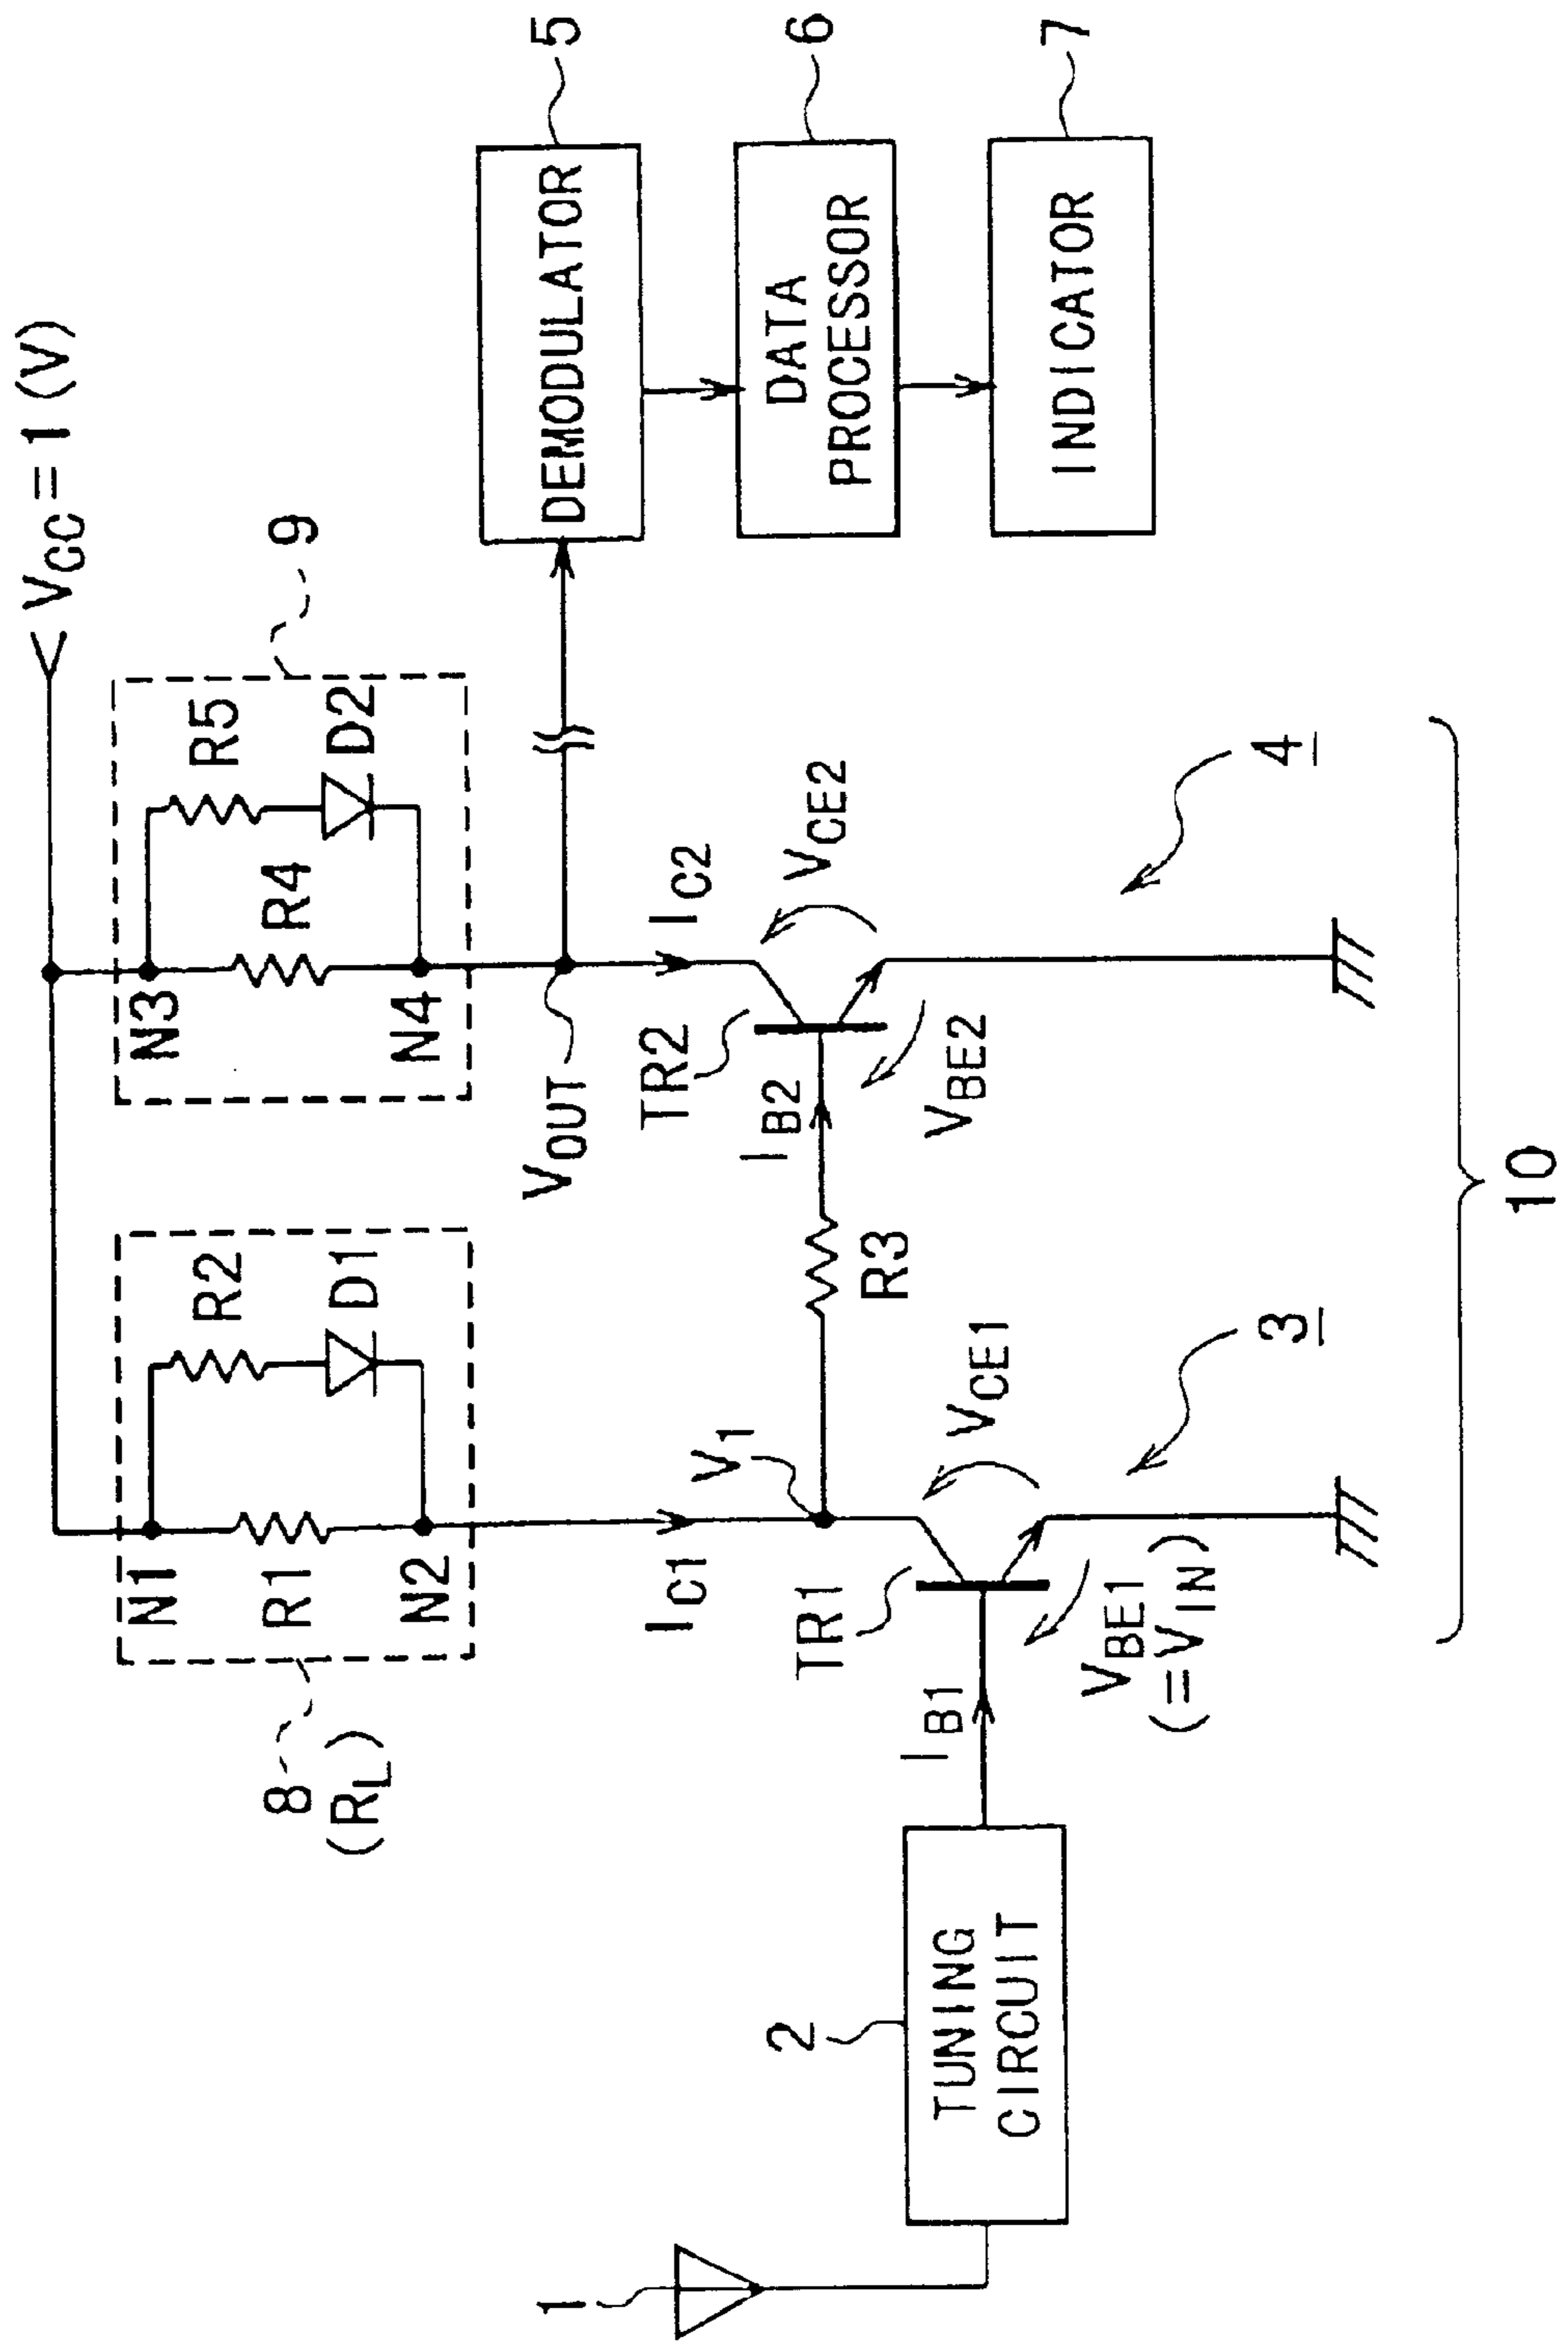 < VCC = 1 (V)
8
(RL)
9
N1
R1
R2
N2
D1
N3
R4
R5
N4
D2
1
2
TUNING
CIRCUIT
IB1
TR1
VBE1
(=VIN)
IC1
V1
VCE1
3
R3
IB2
TR2
VBE2
VOUT
IC2
VCE2
4
10
5
DEMODULATOR
6
DATA
PROCESSOR
7
INDICATOR